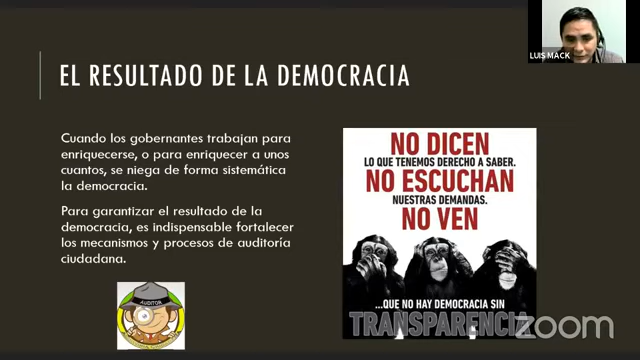 LUIS MACK
EL RESULTADO DE LA DEMOCRACIA
Cuando los gobernantes trabajan para
enriquecerse, o para enriquecer a unos
cuantos, se niega de forma sistemática
la democracia.
Para garantizar el resultado de la
democracia, es indispensable fortalecer
los mecanismos y procesos de auditoría
ciudadana.
AUDITOR
NO DICEN
LO QUE TENEMOS DERECHO A SABER.
NO ESCUCHAN
NUESTRAS DEMANDAS.
NO VEN
...QUE NO HAY DEMOCRACIA SIN
TRANSPARENCIA
zoom